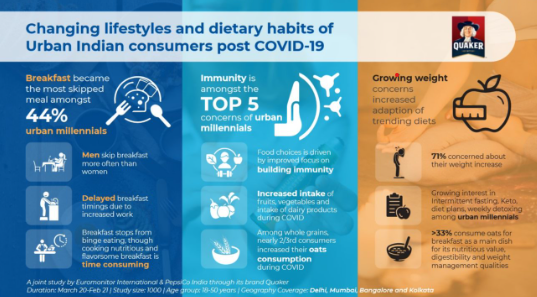 Changing lifestyles and dietary habits of
Urban Indian consumers post COVID-19
QUAKER
Breakfast became
the most skipped
meal amongst
44%
urban millennials
Men skip breakfast
more often than
women
Delayed breakfast
timings due to
increased work
Breakfast stops from
binge eating, though
cooking nutritious and
flavorsome breakfast is
time consuming
Immunity is
amongst the
TOP 5
concerns of urban
millennials
Food choices is driven
by improved focus on
building immunity
Increased intake of
fruits, vegetables and
intake of dairy products
during COVID
Among whole grains,
nearly 2/3rd consumers
increased their oats
consumption
during COVID
Growing weight
concerns
increased
adaption of
trending diets
71% concerned about
their weight increase
Growing interest in
Intermittent fasting, Keto,
diet plans, weekly detoxing
among urban millennials
>33% consume oats for
breakfast as a main dish
for its nutritive value,
digestibility and weight
management qualities
A joint study by Euromonitor International & PepsiCo India through its brand Quaker
Duration: March 20-Feb 21 | Study size: 1000 | Age group: 18-50 years | Geography Coverage: Delhi, Mumbai, Bangalore and Kolkata